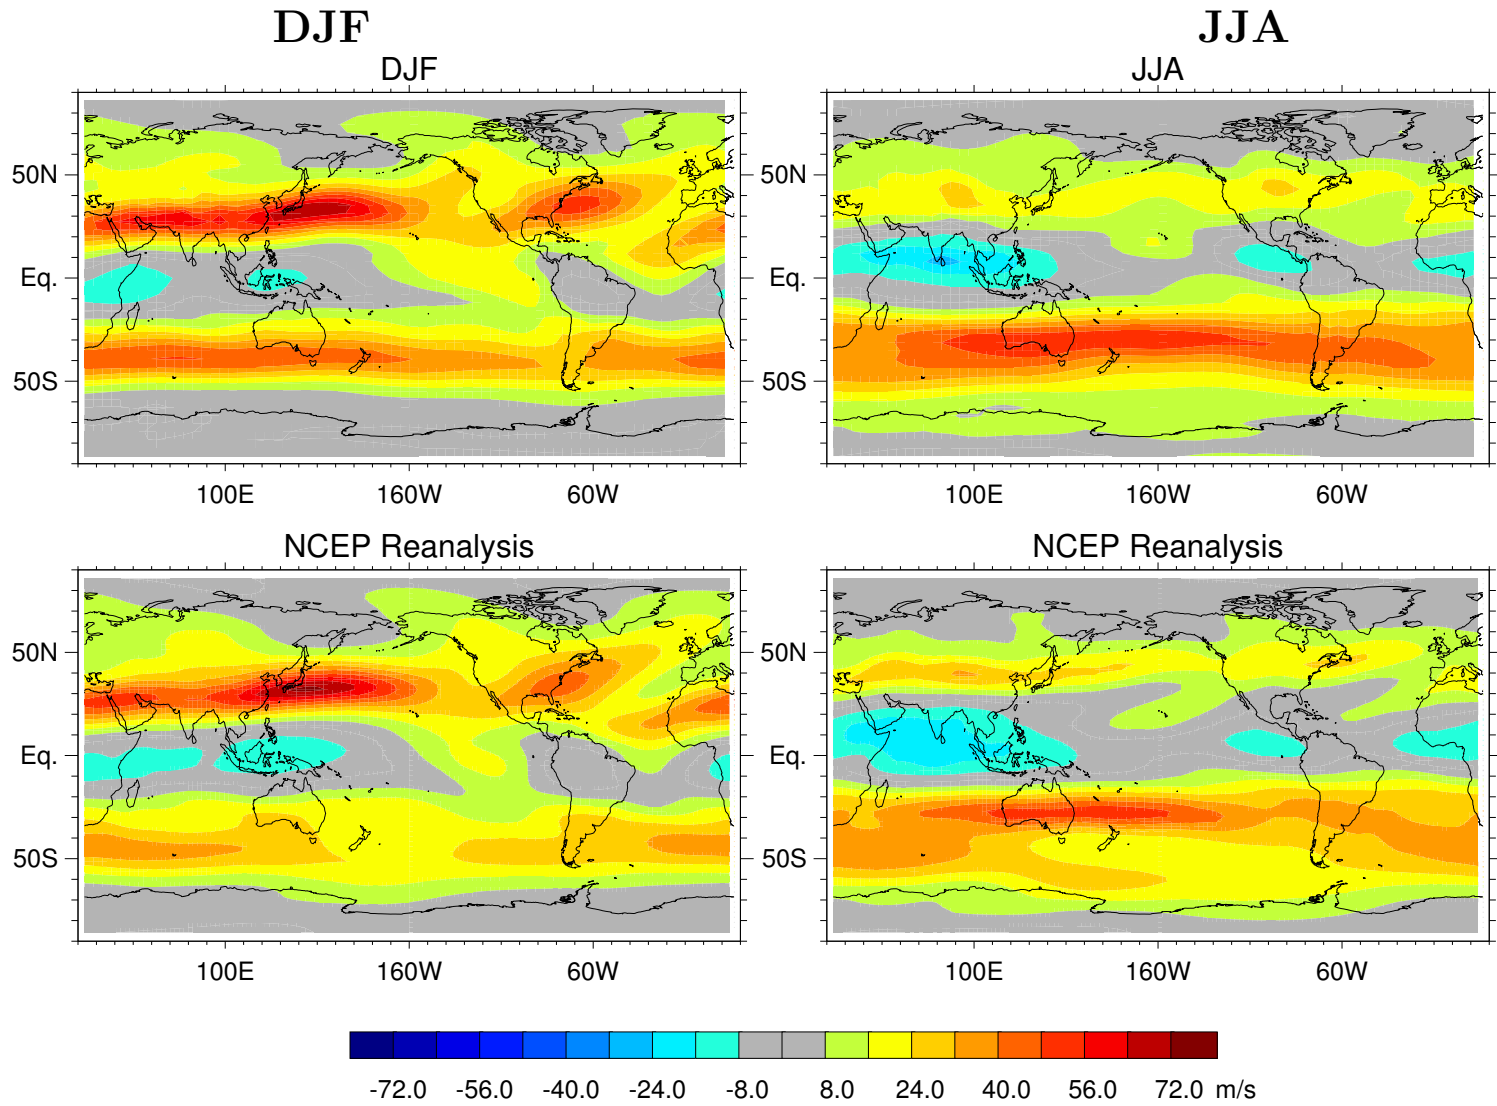 DJF JJA
DJF JJA
50N 50N
Eq. Eq.
50S 50S
100E 160W 60W 100E 160W 60W
NCEP Reanalysis NCEP Reanalysis
50N 50N
Eq. Eq.
50S 50S
100E 160W 60W 100E 160W 60W
-72.0 -56.0 -40.0 -24.0 -8.0 8.0 24.0 40.0 56.0 72.0 m/s